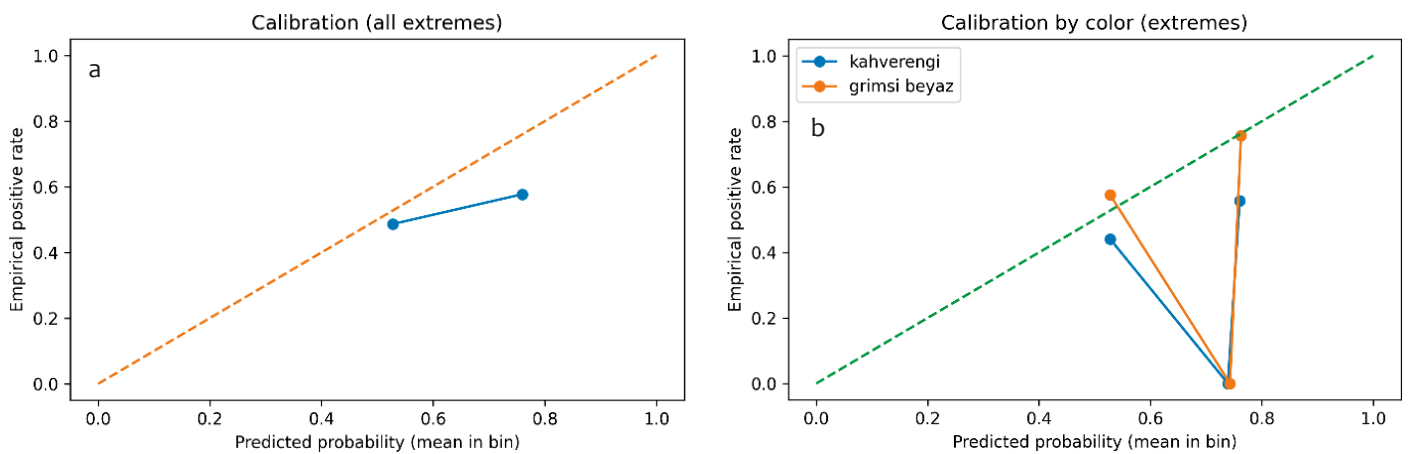 Calibration (all extremes)
a
1.0
0.8
0.6
0.4
0.2
0.0
Empirical positive rate
0.0 0.2 0.4 0.6 0.8 1.0
Predicted probability (mean in bin)
Calibration by color (extremes)
kahverengi
grimsi beyaz
b
1.0
0.8
0.6
0.4
0.2
0.0
Empirical positive rate
0.0 0.2 0.4 0.6 0.8 1.0
Predicted probability (mean in bin)